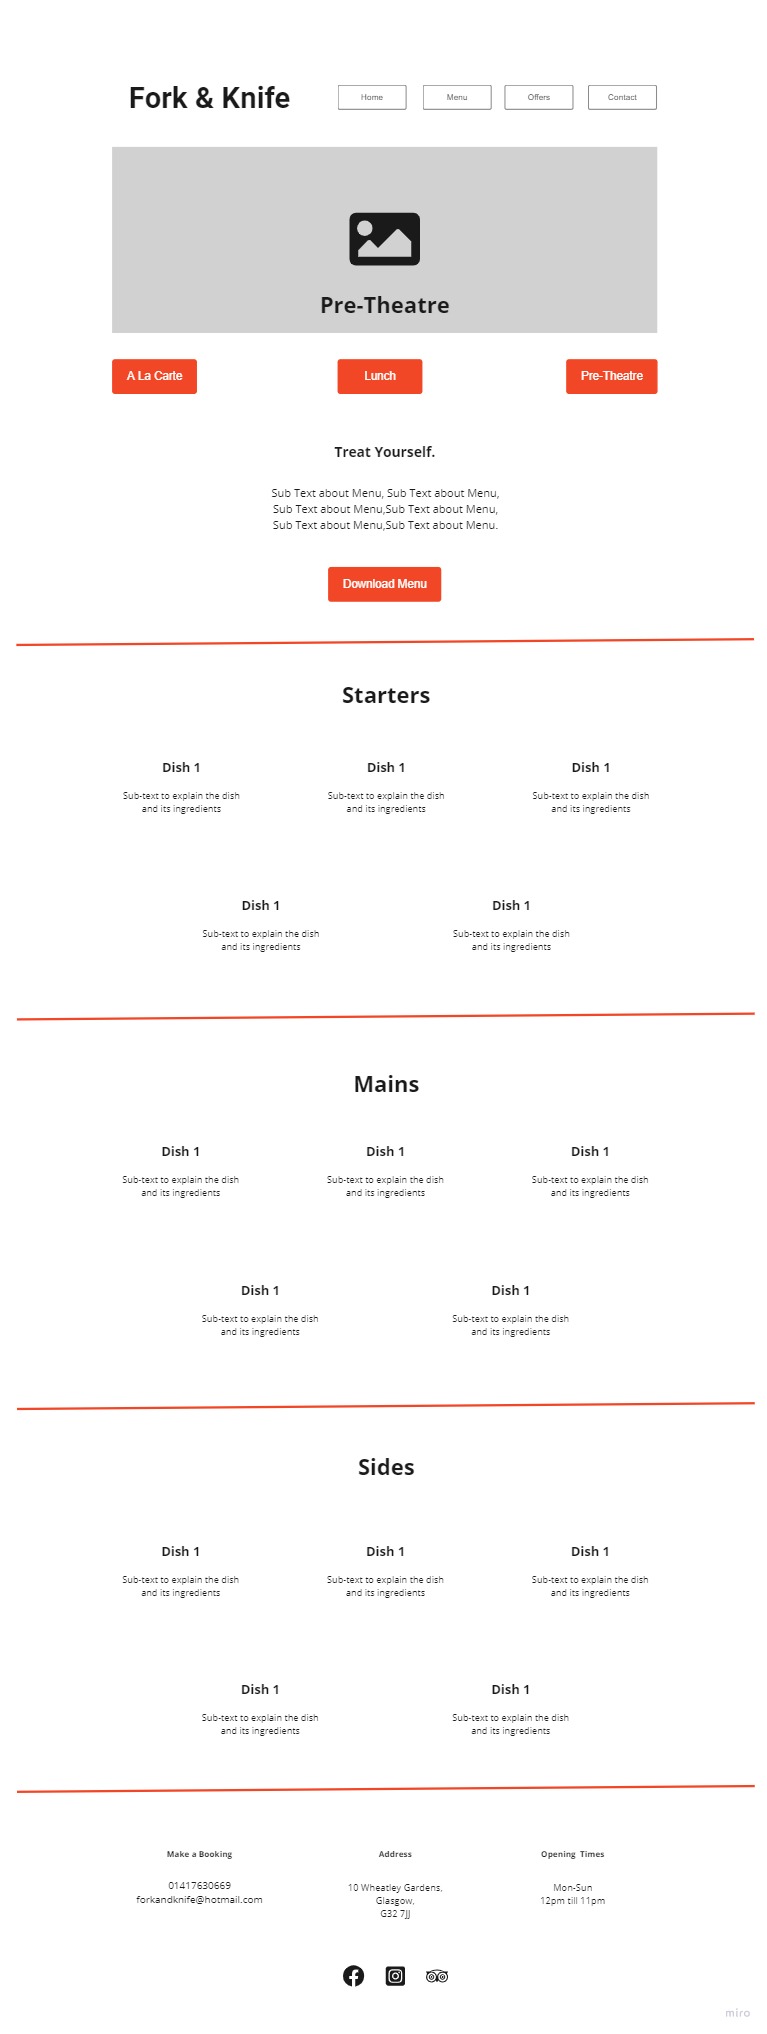 Fork & Knife
Home
Menu
Offers
Contact
Pre-Theatre
A La Carte
Lunch
Pre-Theatre
Treat Yourself.
Sub Text about Menu, Sub Text about Menu,
Sub Text about Menu,Sub Text about Menu,
Sub Text about Menu,Sub Text about Menu.
Download Menu
Starters
Dish 1
Sub-text to explain the dish
and its ingredients
Dish 1
Sub-text to explain the dish
and its ingredients
Dish 1
Sub-text to explain the dish
and its ingredients
Dish 1
Sub-text to explain the dish
and its ingredients
Dish 1
Sub-text to explain the dish
and its ingredients
Mains
Dish 1
Sub-text to explain the dish
and its ingredients
Dish 1
Sub-text to explain the dish
and its ingredients
Dish 1
Sub-text to explain the dish
and its ingredients
Dish 1
Sub-text to explain the dish
and its ingredients
Dish 1
Sub-text to explain the dish
and its ingredients
Sides
Dish 1
Sub-text to explain the dish
and its ingredients
Dish 1
Sub-text to explain the dish
and its ingredients
Dish 1
Sub-text to explain the dish
and its ingredients
Dish 1
Sub-text to explain the dish
and its ingredients
Dish 1
Sub-text to explain the dish
and its ingredients
Make a Booking
01417630669
forkandknife@hotmail.com
Address
10 Wheatley Gardens,
Glasgow,
G32 7JJ
Opening Times
Mon-Sun
12pm till 11pm
miro